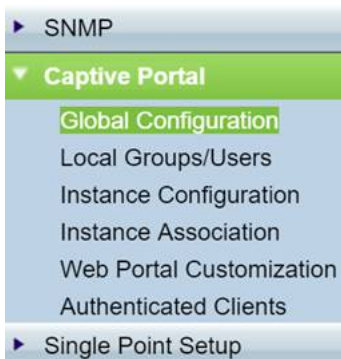 SNMP
Captive Portal
Global Configuration
Local Groups/Users
Instance Configuration
Instance Association
Web Portal Customization
Authenticated Clients
Single Point Setup